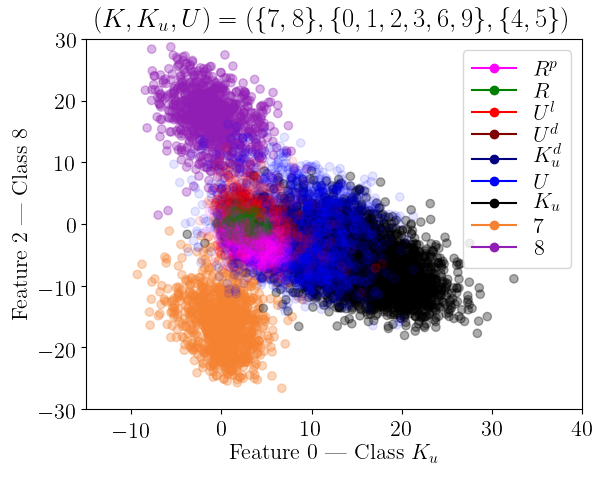 (K, K_u, U) = ({7, 8}, {0, 1, 2, 3, 6, 9}, {4, 5})
30
20
10
0
−10
−20
−30
Feature 2 — Class 8
−10
0
10
20
30
40
Feature 0 — Class K_u
R^p
R
U^l
U^d
K_u^d
U
K_u
7
8